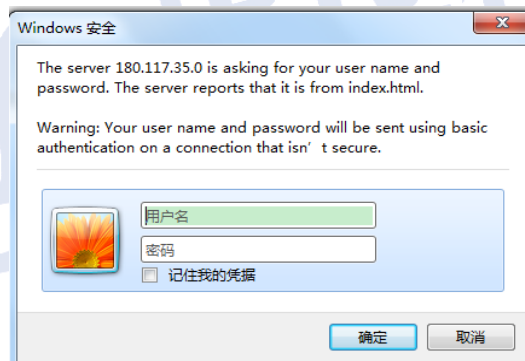 Windows 安全
The server 180.117.35.0 is asking for your user name and
password. The server reports that it is from index.html.
Warning: Your user name and password will be sent using basic
authentication on a connection that isn' t secure.
用户名
密码
记住我的凭据
确定
取消